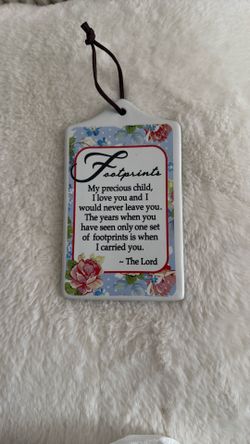 Footprints
My precious child,
I love you and I
would never leave you.
The years when you
have seen only one set
of footprints is when
I carried you.
~ The Lord